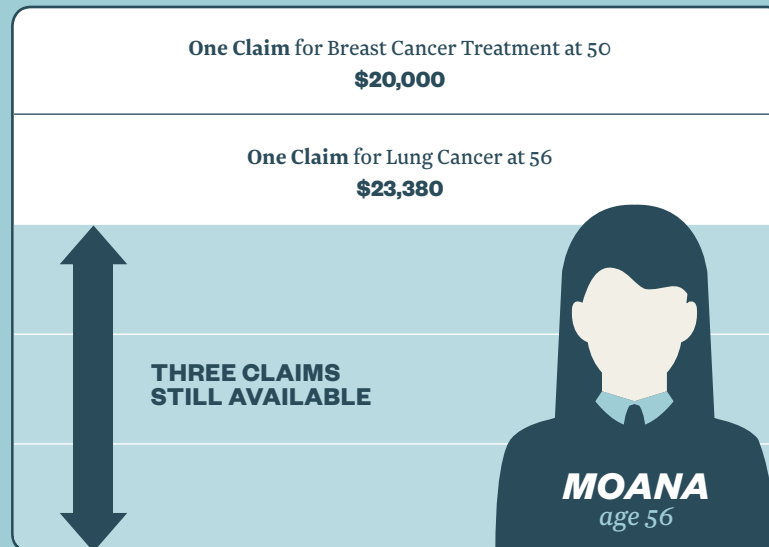 One Claim for Breast Cancer Treatment at 50
$20,000
One Claim for Lung Cancer at 56
$23,380
THREE CLAIMS
STILL AVAILABLE
MOANA
age 56